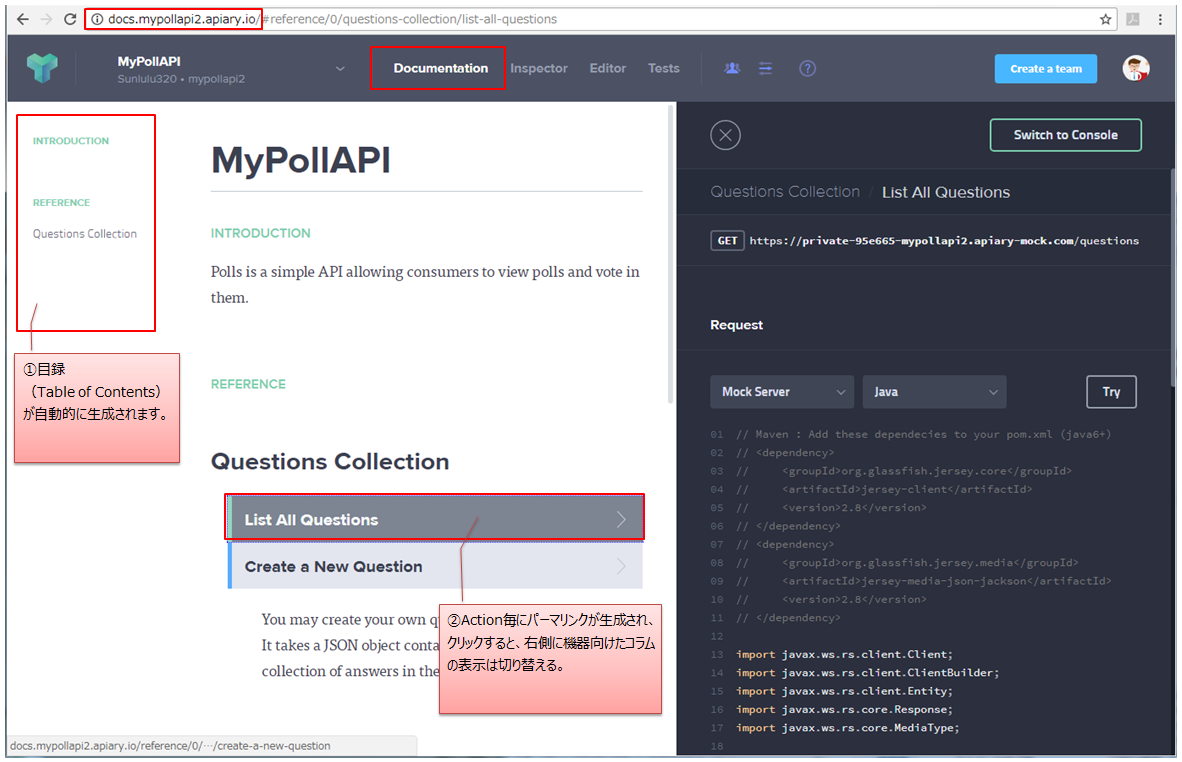 docs.mypollapi2.apiary.io/#reference/0/questions-collection/list-all-questions
MyPollAPI
Sunlulu320 • mypollapi2
Documentation
Inspector
Editor
Tests
?
Create a team
INTRODUCTION
REFERENCE
Questions Collection
①目録
（Table of Contents）
が自動的に生成されます。
MyPollAPI
INTRODUCTION
Polls is a simple API allowing consumers to view polls and vote in
them.
REFERENCE
Questions Collection
List All Questions
Create a New Question
You may create your own q
It takes a JSON object conta
collection of answers in the
②Action毎にパーマリンクが生成され、
クリックすると、右側に機器向けたコラム
の表示は切り替える。
docs.mypollapi2.apiary.io/reference/0/…/create-a-new-question
Switch to Console
Questions Collection / List All Questions
GET https://private-95e665-mypollapi2.apiary-mock.com/questions
Request
Mock Server
Java
Try
01 // Maven : Add these dependecies to your pom.xml (java6+)
02 // <dependency>
03 //     <groupId>org.glassfish.jersey.core</groupId>
04 //     <artifactId>jersey-client</artifactId>
05 //     <version>2.8</version>
06 // </dependency>
07 // <dependency>
08 //     <groupId>org.glassfish.jersey.media</groupId>
09 //     <artifactId>jersey-media-json-jackson</artifactId>
10 //     <version>2.8</version>
11 // </dependency>
12
13 import javax.ws.rs.client.Client;
14 import javax.ws.rs.client.ClientBuilder;
15 import javax.ws.rs.client.Entity;
16 import javax.ws.rs.core.Response;
17 import javax.ws.rs.core.MediaType;
18